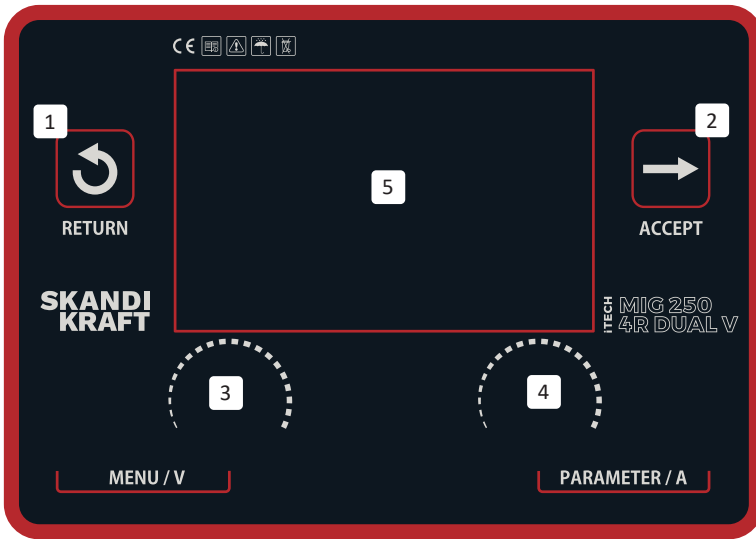 CE
1
2
5
RETURN
ACCEPT
SKANDI
KRAFT
iTECH
MIG 250
4R DUAL V
3
4
MENU / V
PARAMETER / A